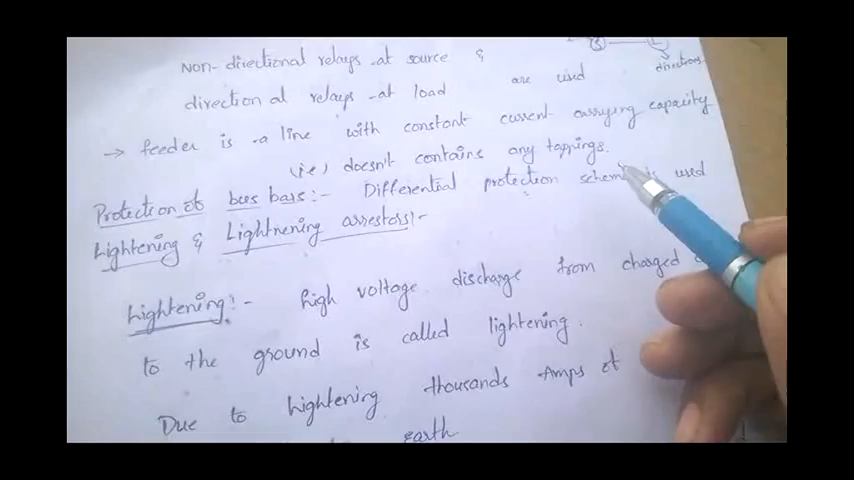 Non-directional relays at source &
directional relays at load are used directional
→ feeder is a line with constant current carrying capacity
(i.e) doesn't contains any tappings.
Protection of bus bars:- Differential protection scheme is used
Lightening & Lightnening arrestors:-
Lightening:- high voltage discharge from charged
to the ground is called lightening.
Due to lightening thousands Amps of
earth